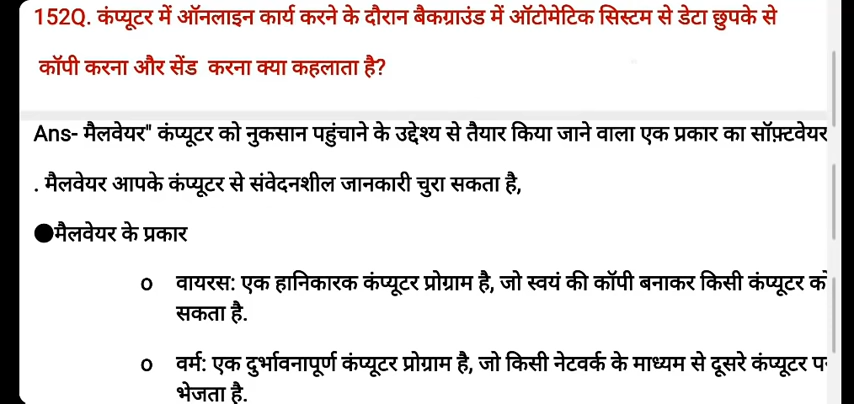 152Q. कंप्यूटर में ऑनलाइन कार्य करने के दौरान बैकग्राउंड में ऑटोमेटिक सिस्टम से डेटा छुपके से
कॉपी करना और सेंड करना क्या कहलाता है?
Ans- मैलवेयर" कंप्यूटर को नुकसान पहुंचाने के उद्देश्य से तैयार किया जाने वाला एक प्रकार का सॉफ़्टवेयर
. मैलवेयर आपके कंप्यूटर से संवेदनशील जानकारी चुरा सकता है,
●मैलवेयर के प्रकार
o वायरस: एक हानिकारक कंप्यूटर प्रोग्राम है, जो स्वयं की कॉपी बनाकर किसी कंप्यूटर को
सकता है.
o वर्म: एक दुर्भावनापूर्ण कंप्यूटर प्रोग्राम है, जो किसी नेटवर्क के माध्यम से दूसरे कंप्यूटर
भेजता है.